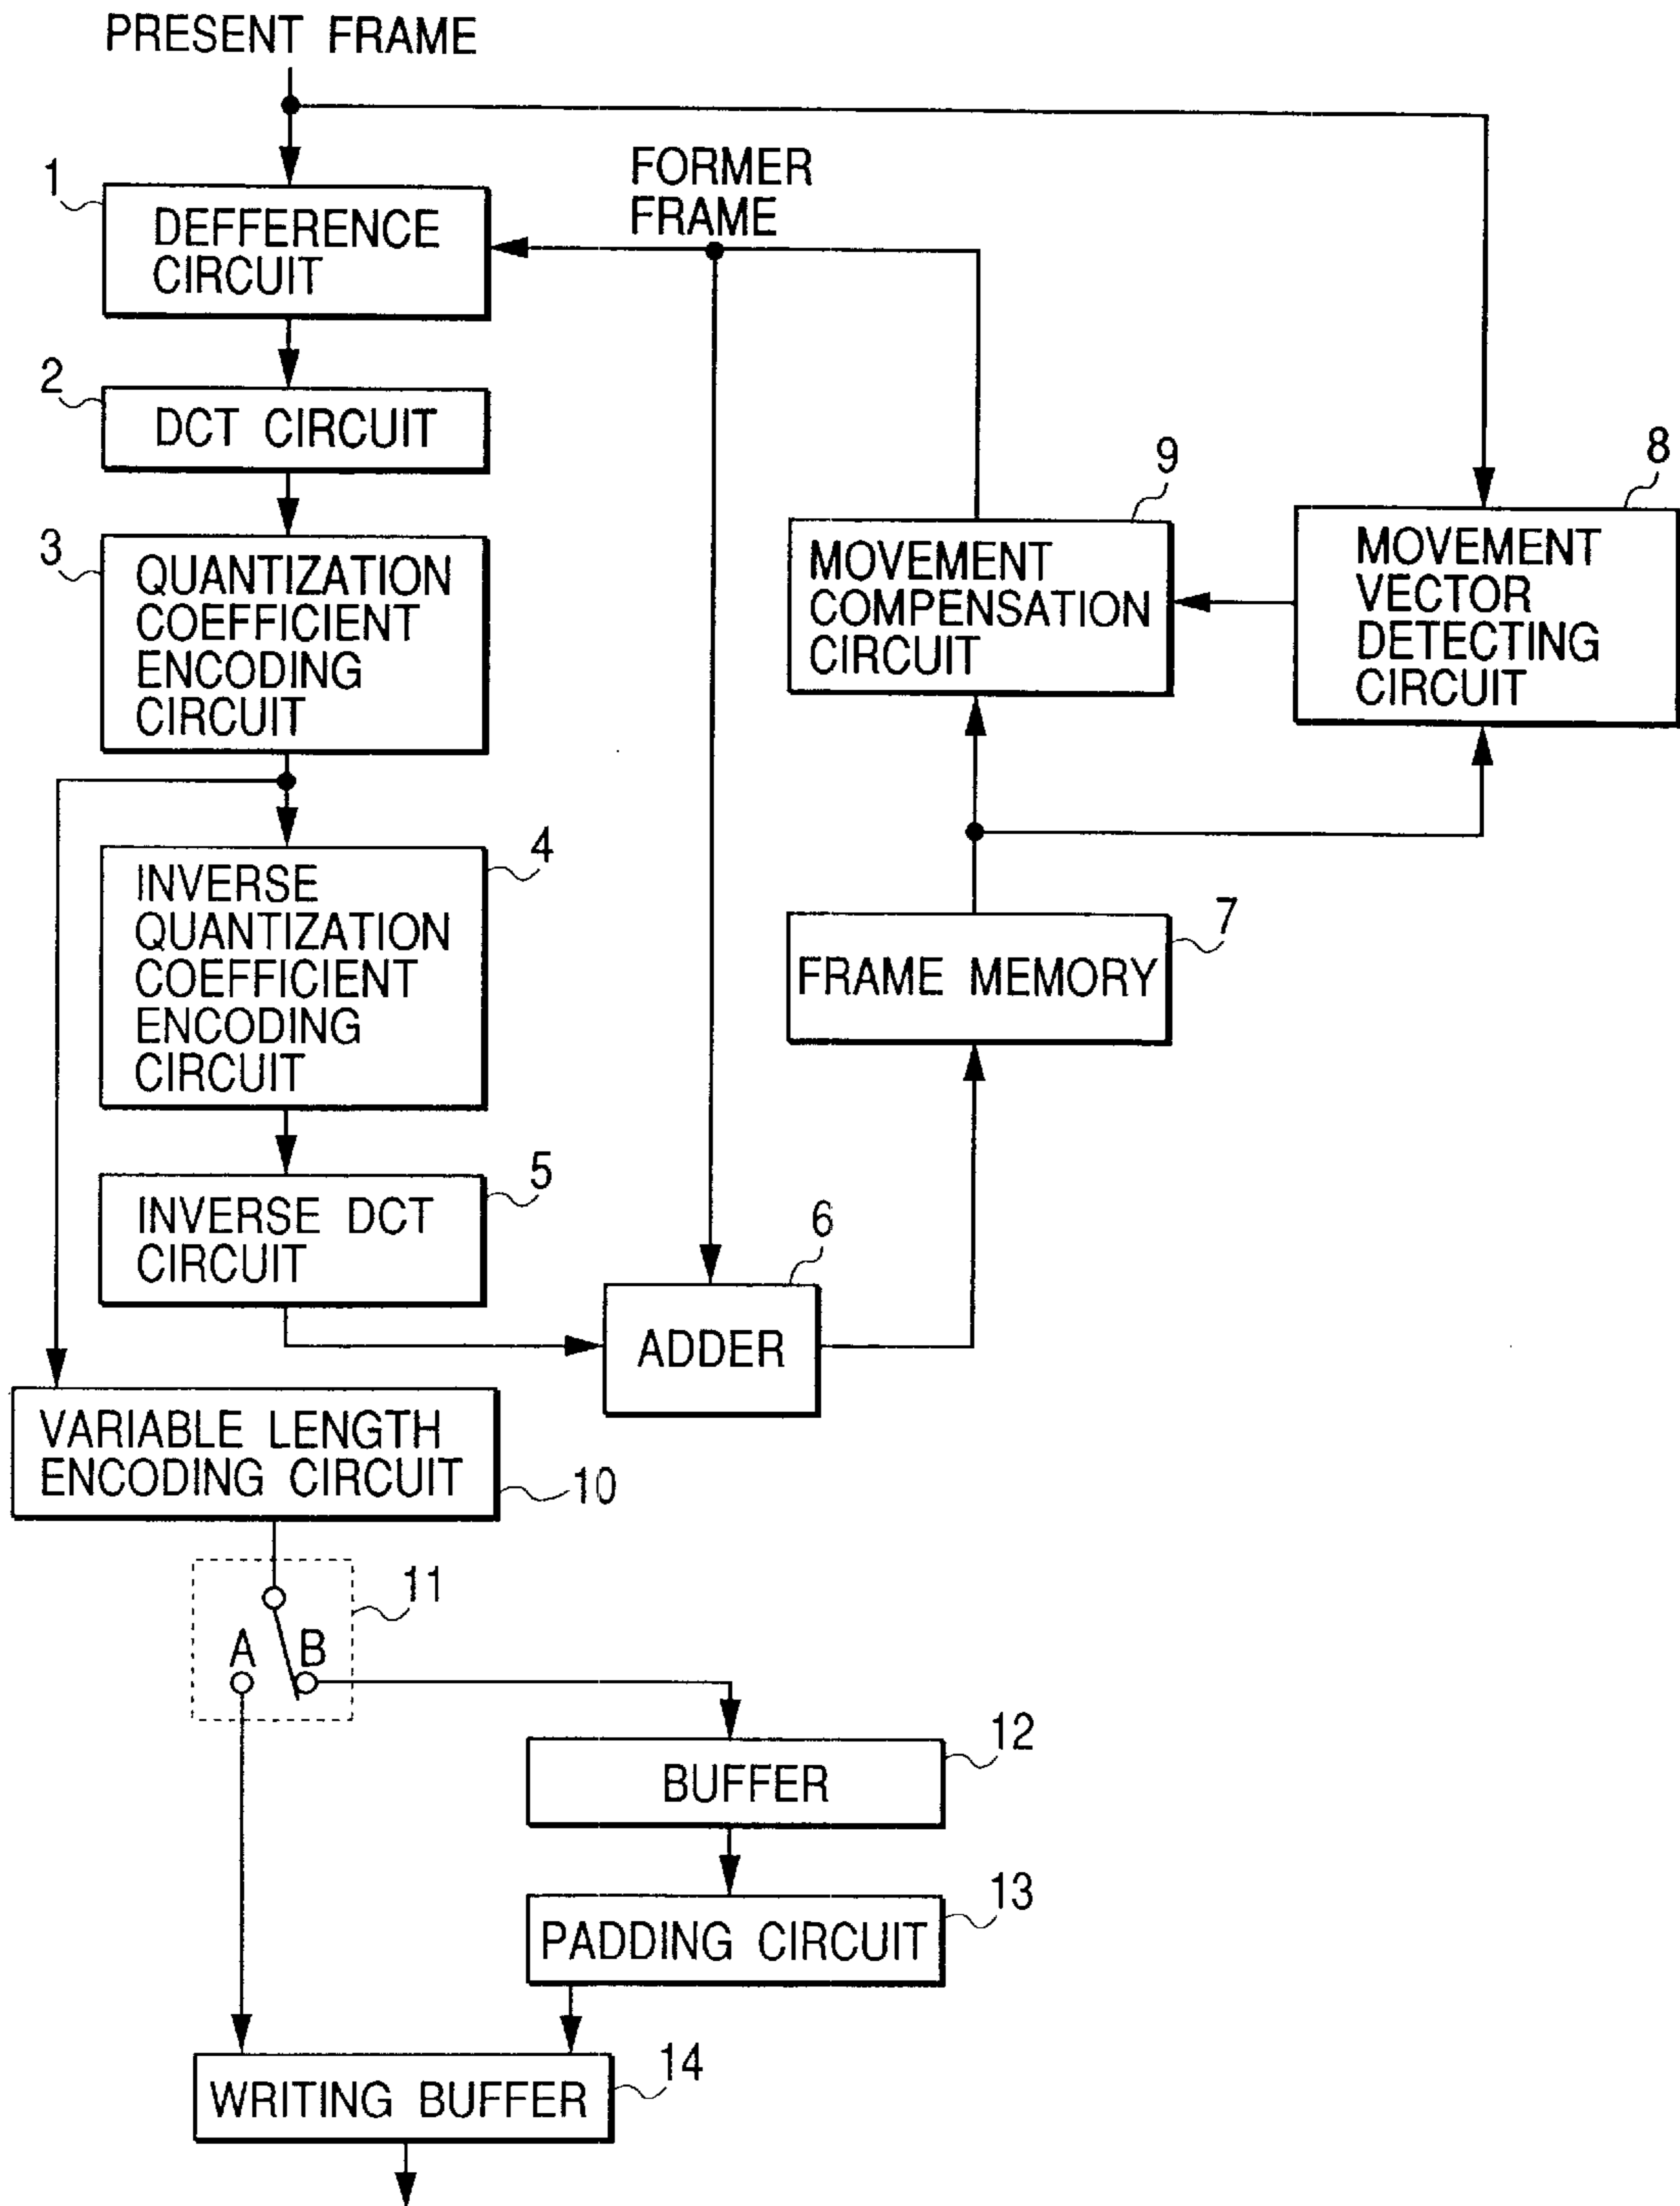 PRESENT FRAME
1
DEFFERENCE
CIRCUIT
FORMER
FRAME
2
DCT CIRCUIT
3
QUANTIZATION
COEFFICIENT
ENCODING
CIRCUIT
9
MOVEMENT
COMPENSATION
CIRCUIT
8
MOVEMENT
VECTOR
DETECTING
CIRCUIT
4
INVERSE
QUANTIZATION
COEFFICIENT
ENCODING
CIRCUIT
7
FRAME MEMORY
5
INVERSE DCT
CIRCUIT
6
ADDER
VARIABLE LENGTH
ENCODING CIRCUIT
10
11
A B
12
BUFFER
13
PADDING CIRCUIT
14
WRITING BUFFER